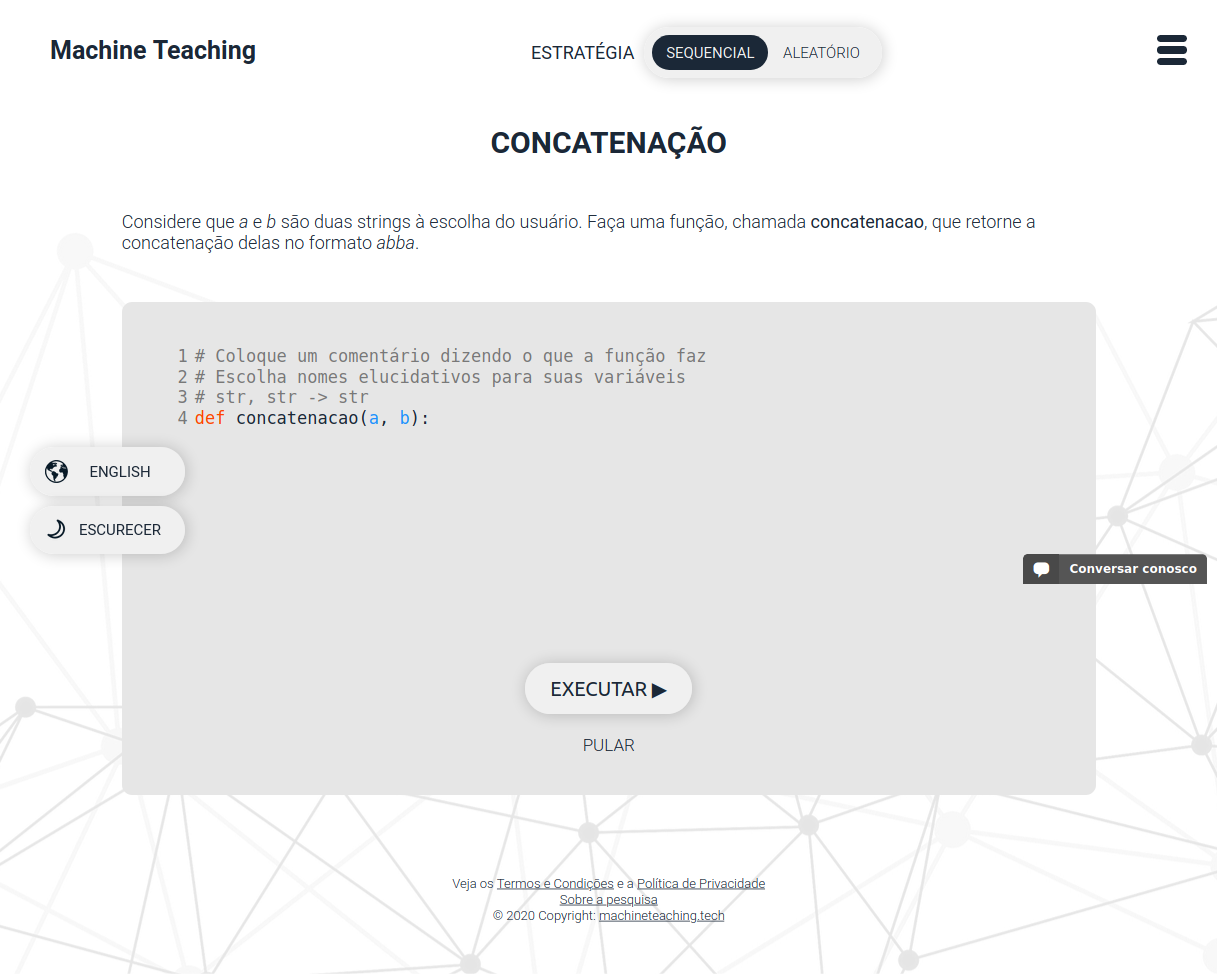 Machine Teaching
ESTRATÉGIA SEQUENCIAL ALEATÓRIO
CONCATENAÇÃO
Considere que a e b são duas strings à escolha do usuário. Faça uma função, chamada concatenacao, que retorne a
concatenação delas no formato abba.
1 # Coloque um comentário dizendo o que a função faz
2 # Escolha nomes elucidativos para suas variáveis
3 # str, str -> str
4 def concatenacao(a, b):
ENGLISH
ESCURECER
Conversar conosco
EXECUTAR ▶
PULAR
Veja os Termos e Condições e a Política de Privacidade
Sobre a pesquisa
© 2020 Copyright: machineteaching.tech